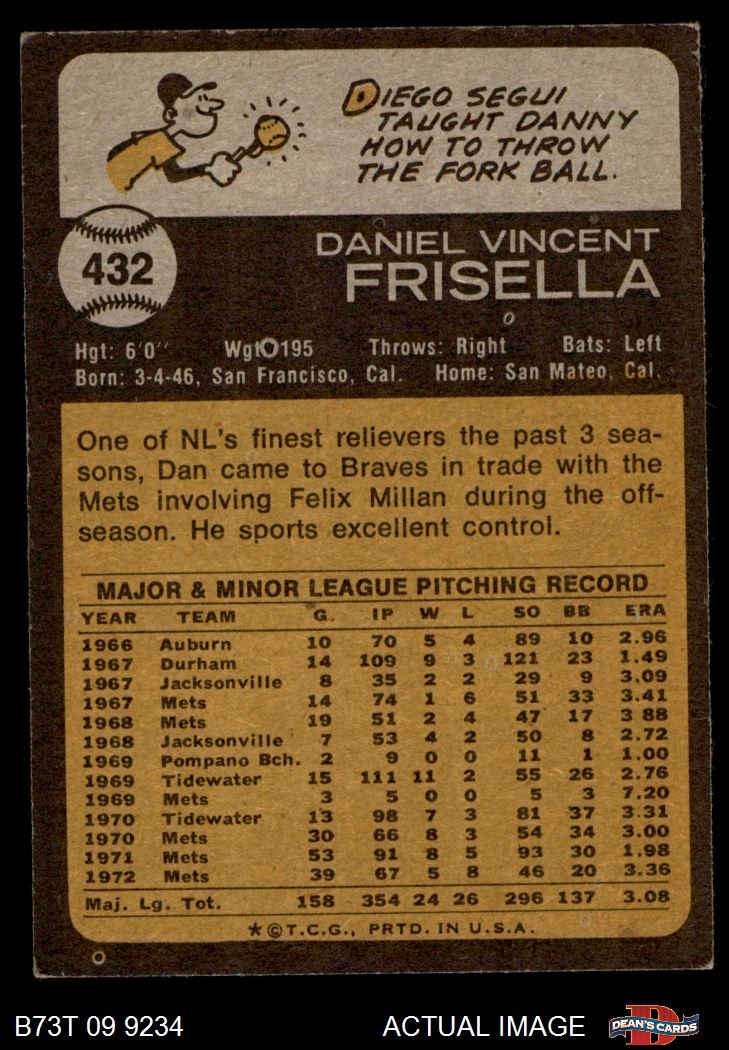 DIEGO SEGUI
TAUGHT DANNY
HOW TO THROW
THE FORK BALL.
432
DANIEL VINCENT
FRISELLA
Hgt: 6'0" Wgt: 195 Throws: Right Bats: Left
Born: 3-4-46, San Francisco, Cal. Home: San Mateo, Cal.
One of NL's finest relievers the past 3 sea-
sons, Dan came to Braves in trade with the
Mets involving Felix Millan during the off-
season. He sports excellent control.
MAJOR & MINOR LEAGUE PITCHING RECORD
YEAR TEAM G. IP W L SO BB ERA
1966 Auburn 10 70 5 4 89 10 2.96
1967 Durham 14 109 9 3 121 23 1.49
1967 Jacksonville 8 35 2 2 29 9 3.09
1967 Mets 14 74 1 6 51 33 3.41
1968 Mets 19 51 2 4 47 17 3 88
1968 Jacksonville 7 53 4 2 50 8 2.72
1969 Pompano Bch. 2 9 0 0 11 1 1.00
1969 Tidewater 15 111 11 2 55 26 2.76
1969 Mets 3 5 0 0 5 3 7.20
1970 Tidewater 13 98 7 3 81 37 3.31
1970 Mets 30 66 8 3 54 34 3.00
1971 Mets 53 91 8 5 93 30 1.98
1972 Mets 39 67 5 8 46 20 3.36
Maj. Lg. Tot. 158 354 24 26 296 137 3.08
*©T.C.G., PRTD. IN U.S.A.
B73T 09 9234 ACTUAL IMAGE DEAN'S CARDS